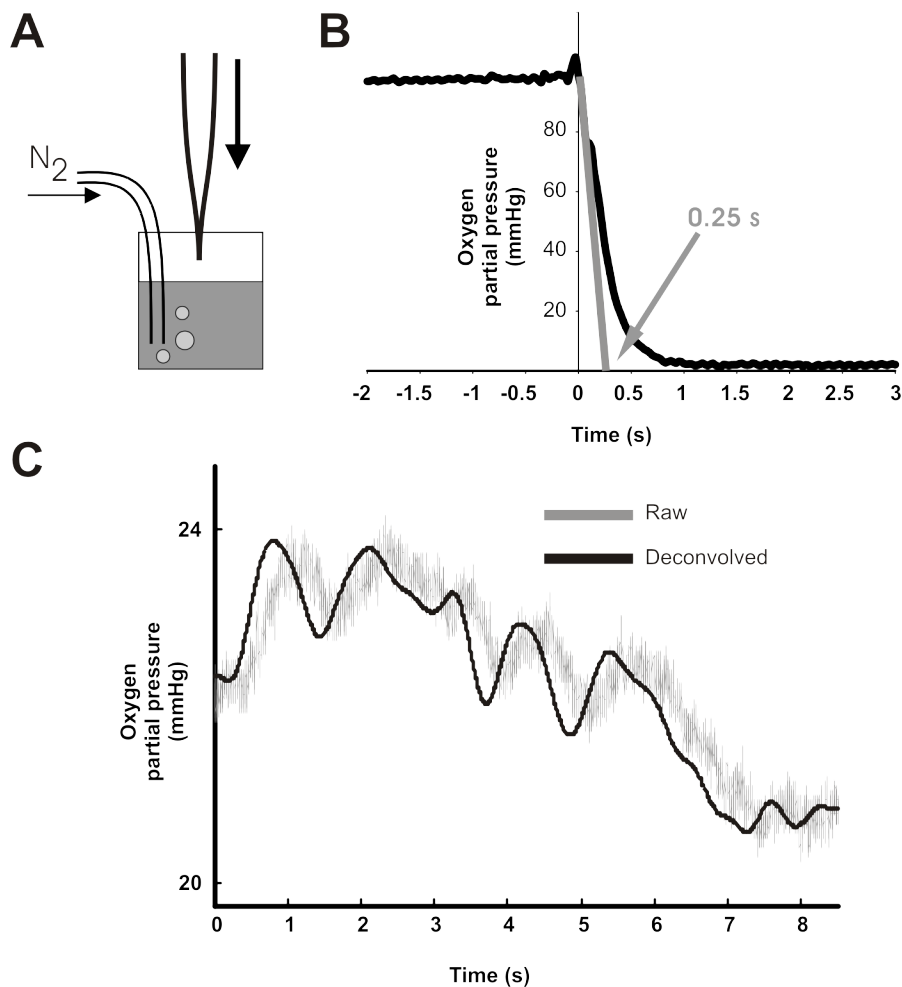 A
N2
B
Oxygen
partial pressure
(mmHg)
80
60
40
20
0.25 s
-2 -1.5 -1 -0.5 0 0.5 1 1.5 2 2.5 3
Time (s)
C
Raw
Deconvolved
Oxygen
partial pressure
(mmHg)
24
20
0 1 2 3 4 5 6 7 8
Time (s)